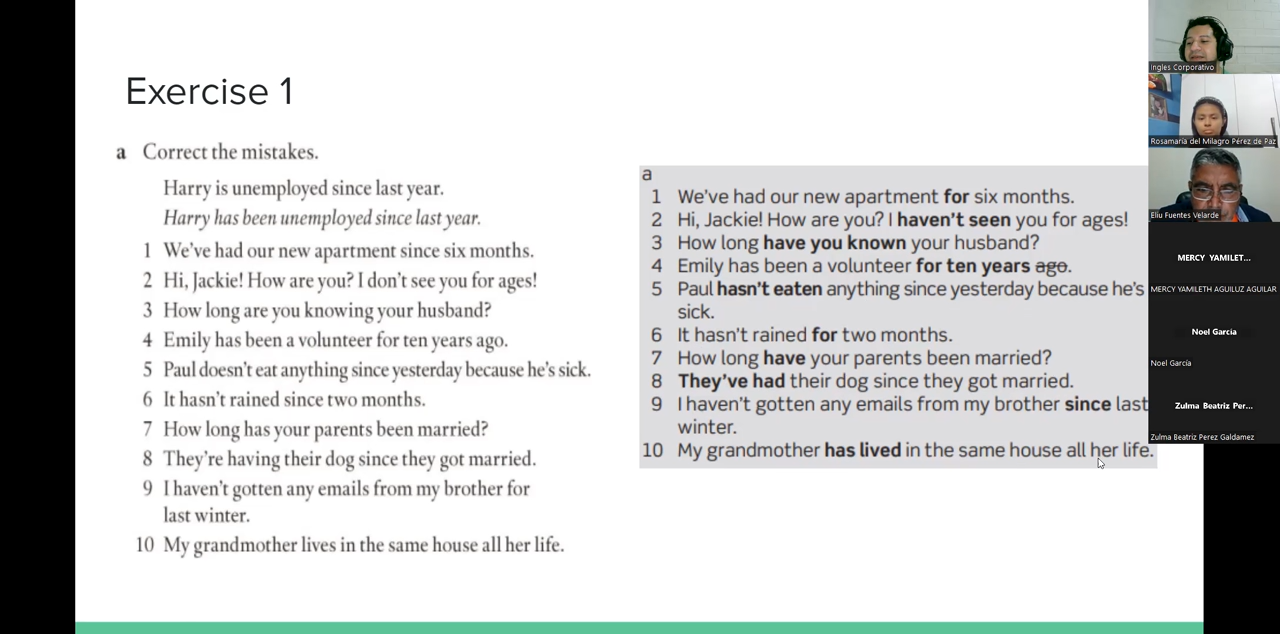 Exercise 1
a Correct the mistakes.
Harry is unemployed since last year.
Harry has been unemployed since last year.
1 We've had our new apartment since six months.
2 Hi, Jackie! How are you? I don't see you for ages!
3 How long are you knowing your husband?
4 Emily has been a volunteer for ten years ago.
5 Paul doesn't eat anything since yesterday because he's sick.
6 It hasn't rained since two months.
7 How long has your parents been married?
8 They're having their dog since they got married.
9 I haven't gotten any emails from my brother for
last winter.
10 My grandmother lives in the same house all her life.
a
1 We've had our new apartment for six months.
2 Hi, Jackie! How are you? I haven't seen you for ages!
3 How long have you known your husband?
4 Emily has been a volunteer for ten years ago.
5 Paul hasn't eaten anything since yesterday because he's
sick.
6 It hasn't rained for two months.
7 How long have your parents been married?
8 They've had their dog since they got married.
9 I haven't gotten any emails from my brother since last
winter.
10 My grandmother has lived in the same house all her life.
Ingles Corporativo
Rosamaría del Milagro Pérez de Paz
Eliu Fuentes Velarde
MERCY YAMILET...
MERCY YAMILETH AGUILUZ AGUILAR
Noel García
Noel García
Zulma Beatriz Per...
Zulma Beatriz Perez Galdamez